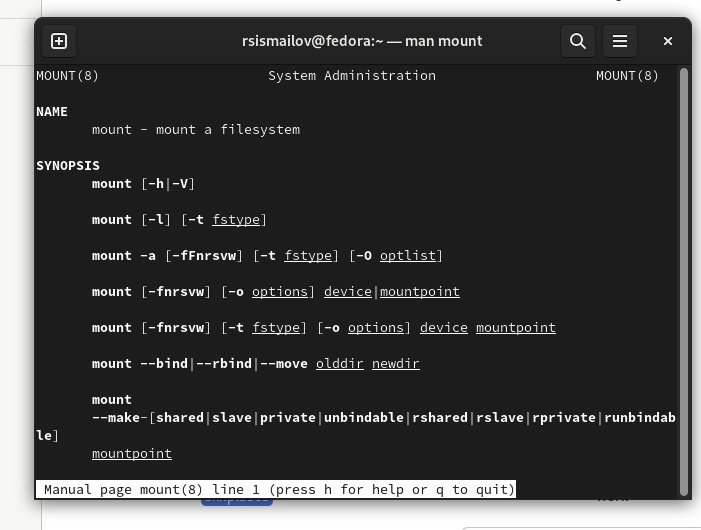 rsismailov@fedora:~ — man mount
MOUNT(8) System Administration MOUNT(8)
NAME
mount - mount a filesystem
SYNOPSIS
mount [-h|-V]
mount [-l] [-t fstype]
mount -a [-fFnrsvw] [-t fstype] [-O optlist]
mount [-fnrsvw] [-o options] device|mountpoint
mount [-fnrsvw] [-t fstype] [-o options] device mountpoint
mount --bind|--rbind|--move olddir newdir
mount
--make-[shared|slave|private|unbindable|rshared|rslave|rprivate|runbindab
le]
mountpoint
Manual page mount(8) line 1 (press h for help or q to quit)